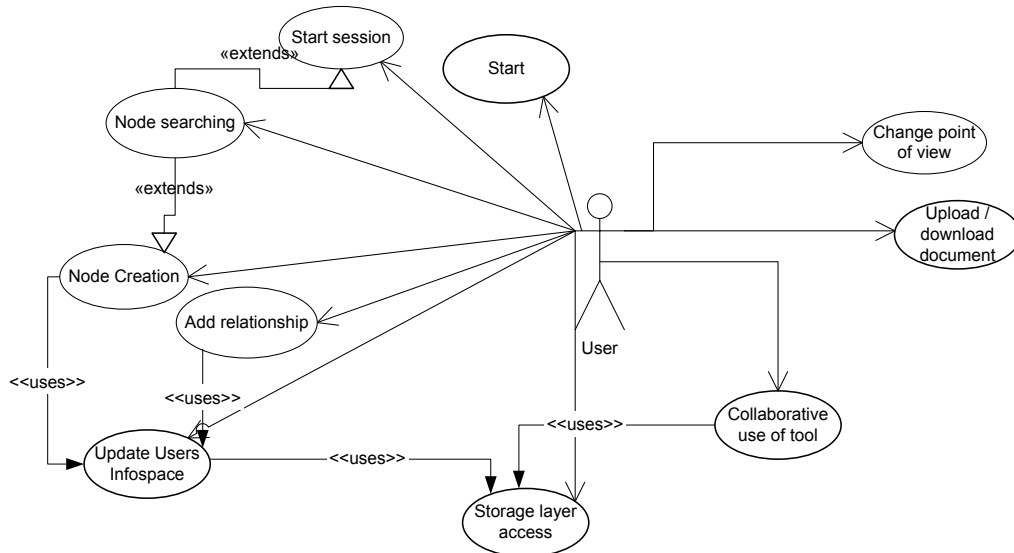 Start session
«extends»
Start
Node searching
Change point
of view
«extends»
Upload /
download
document
Node Creation
Add relationship
User
<<uses>>
<<uses>>
Collaborative
use of tool
<<uses>>
Update Users
Infospace
<<uses>>
Storage layer
access